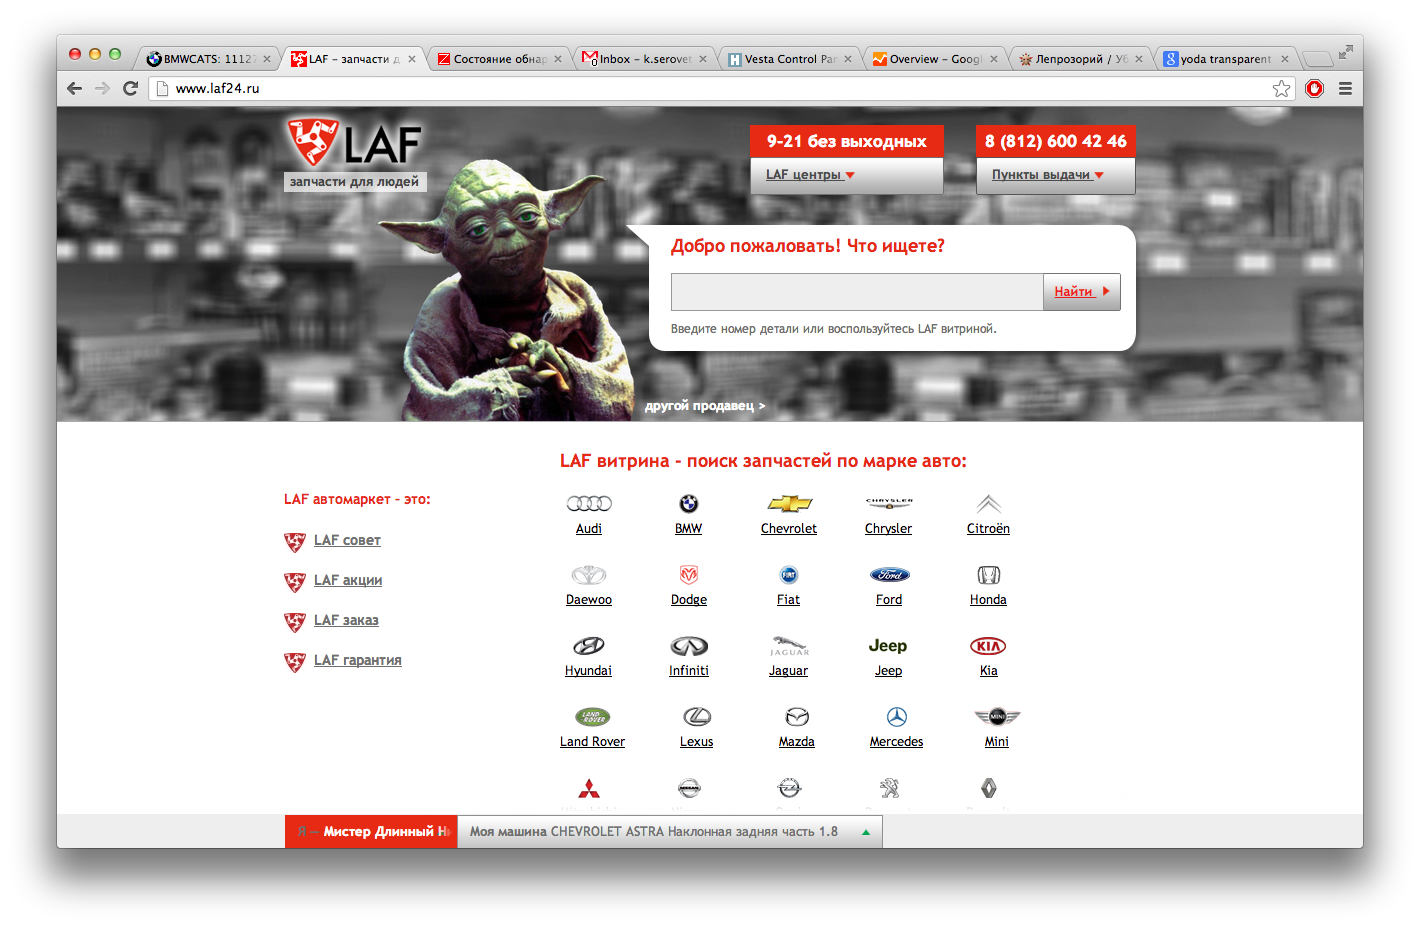 BMWCATS: 1112
LAF – запчасти д
Состояние обнар
Inbox – k.serovet
Vesta Control Par
Overview – Googl
Лепрозорий / Уб
yoda transparent
www.laf24.ru
LAF
запчасти для людей
9-21 без выходных
8 (812) 600 42 46
LAF центры
Пункты выдачи
Добро пожаловать! Что ищете?
Найти
Введите номер детали или воспользуйтесь LAF витриной.
другой продавец >
LAF витрина - поиск запчастей по марке авто:
LAF автомаркет – это:
LAF совет
LAF акции
LAF заказ
LAF гарантия
CHRYSLER
Audi BMW Chevrolet Chrysler Citroën
FIAT Ford
Daewoo Dodge Fiat Ford Honda
JAGUAR Jeep KIA
Hyundai Infiniti Jaguar Jeep Kia
LAND ROVER MINI
Land Rover Lexus Mazda Mercedes Mini
NISSAN
Я — Мистер Длинный Н
Моя машина CHEVROLET ASTRA Наклонная задняя часть 1.8